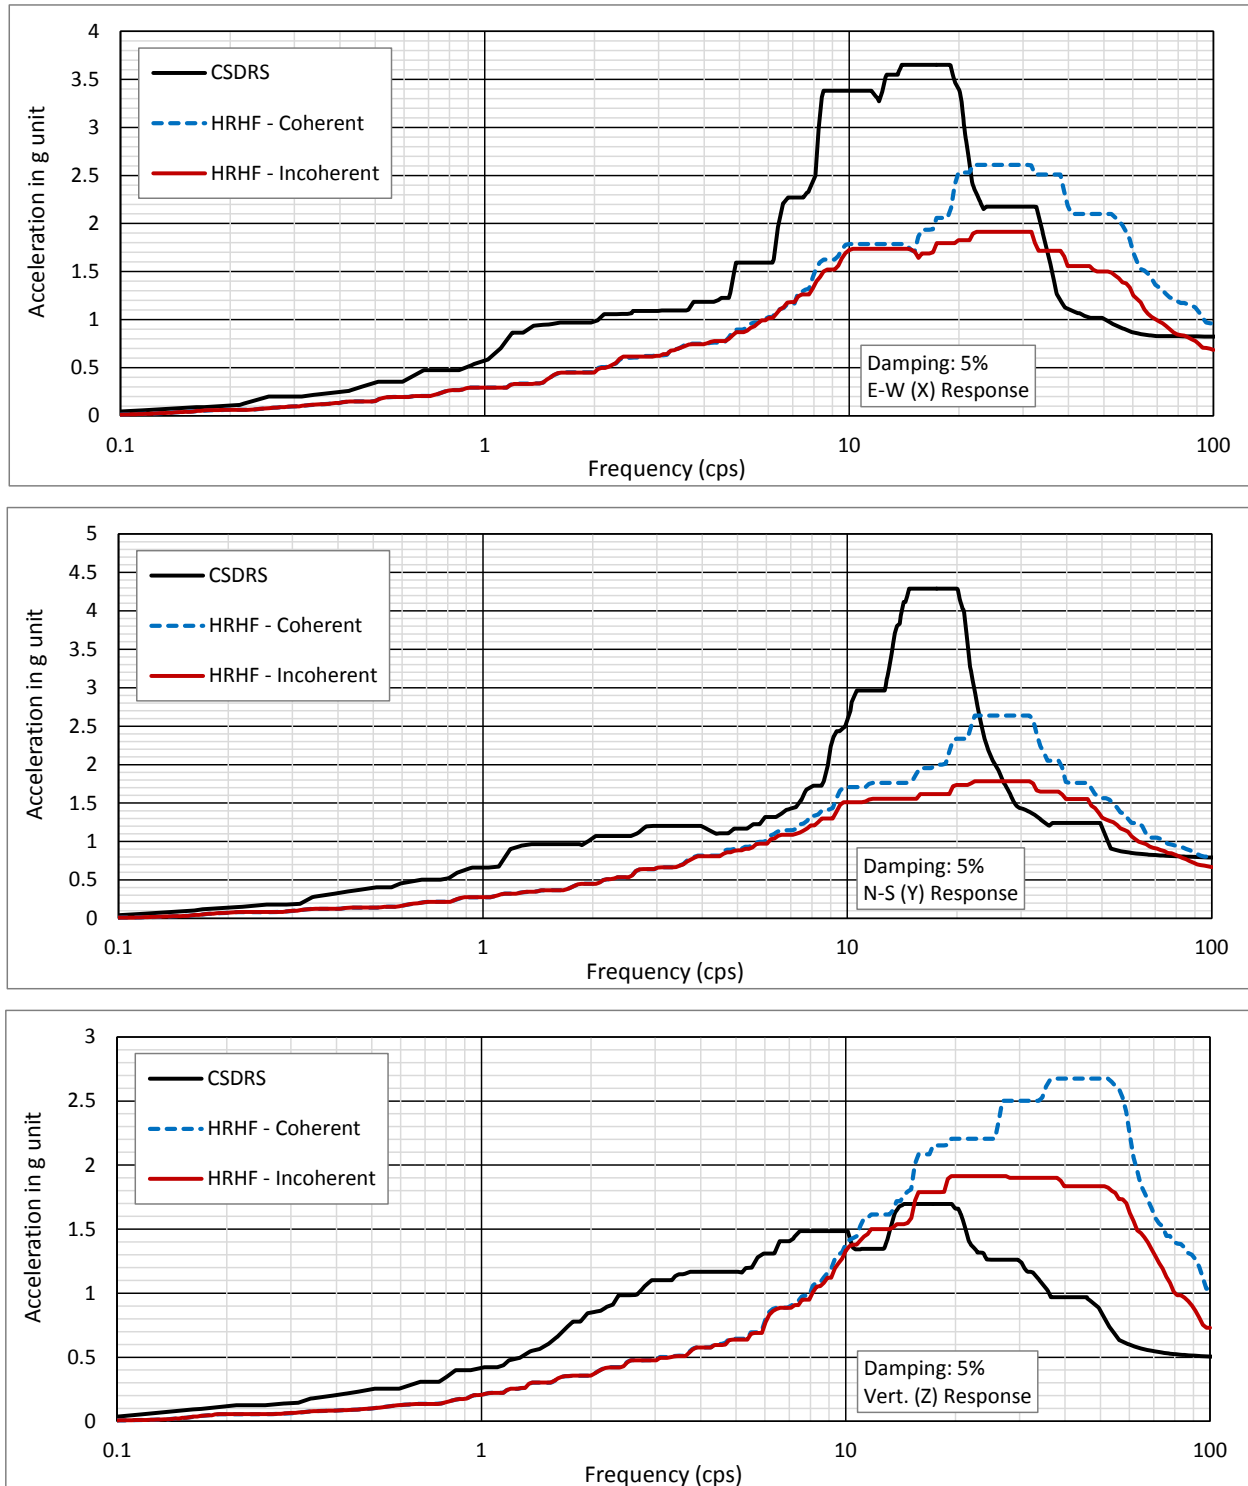 4
3.5
3
2.5
2
1.5
1
0.5
0
Acceleration in g unit
CSDRS
HRHF - Coherent
HRHF - Incoherent
Damping: 5%
E-W (X) Response
0.1
1
10
100
Frequency (cps)
5
4.5
4
3.5
3
2.5
2
1.5
1
0.5
0
Acceleration in g unit
CSDRS
HRHF - Coherent
HRHF - Incoherent
Damping: 5%
N-S (Y) Response
0.1
1
10
100
Frequency (cps)
3
2.5
2
1.5
1
0.5
0
Acceleration in g unit
CSDRS
HRHF - Coherent
HRHF - Incoherent
Damping: 5%
Vert. (Z) Response
0.1
1
10
100
Frequency (cps)